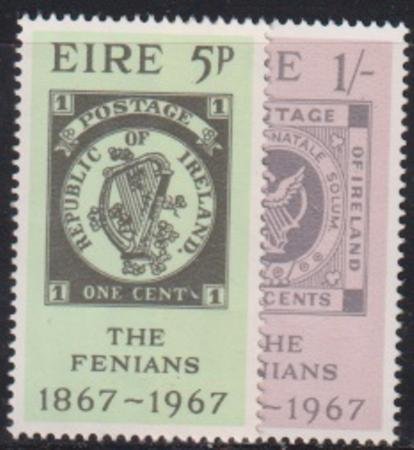 EIRE 5P
1 POSTAGE 1
REPUBLIC OF IRELAND.
1 ONE CENT 1
THE
FENIANS
1867~1967
E 1/-
TAGE
NATALE SOLUM
OF IRELAND
CENTS
HE
NIANS
~1967